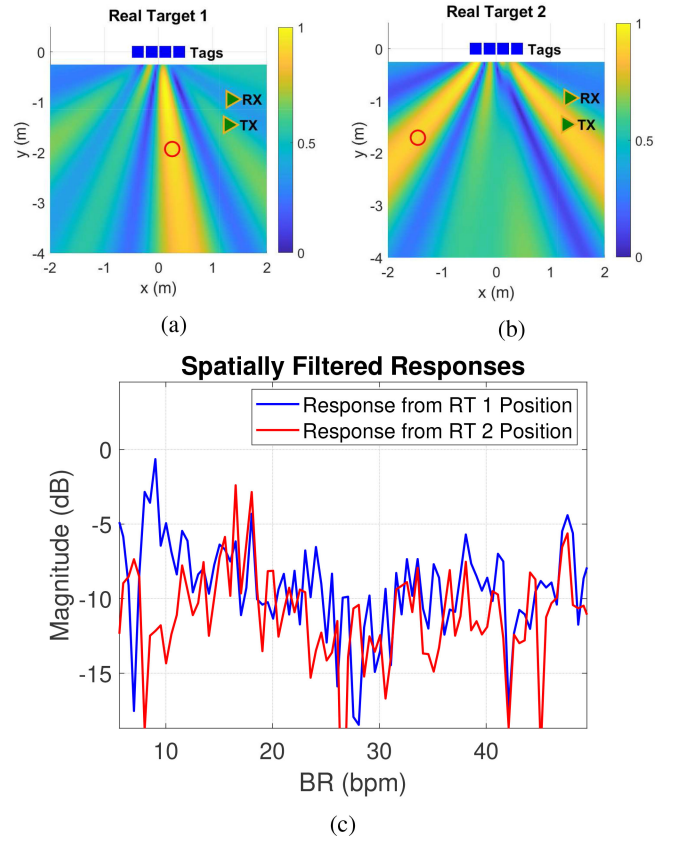 Real Target 1
0
-1
-2
-3
-4
y (m)
Tags
RX
TX
-2 -1 0 1 2
x (m)
1
0.5
0
(a)
Real Target 2
0
-1
-2
-3
-4
y (m)
Tags
RX
TX
-2 -1 0 1 2
x (m)
1
0.5
0
(b)
Spatially Filtered Responses
Response from RT 1 Position
Response from RT 2 Position
0
-5
-10
-15
Magnitude (dB)
10 20 30 40
BR (bpm)
(c)